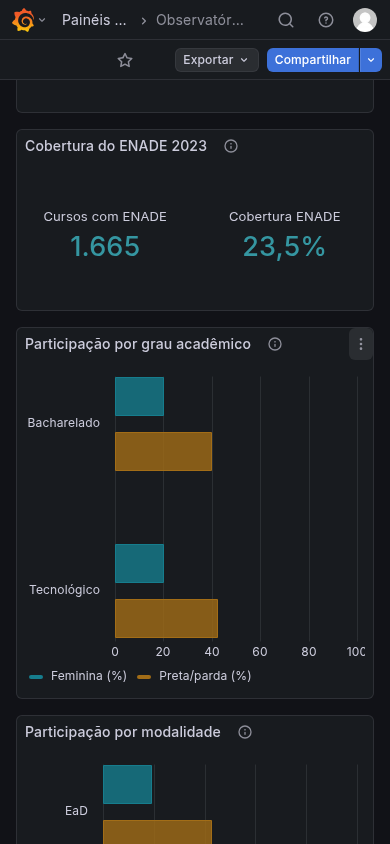 Painéis ... › Observatór...
Exportar
Compartilhar
Cobertura do ENADE 2023
Cursos com ENADE
1.665
Cobertura ENADE
23,5%
Participação por grau acadêmico
Bacharelado
Tecnológico
0 20 40 60 80 100
Feminina (%) Preta/parda (%)
Participação por modalidade
EaD